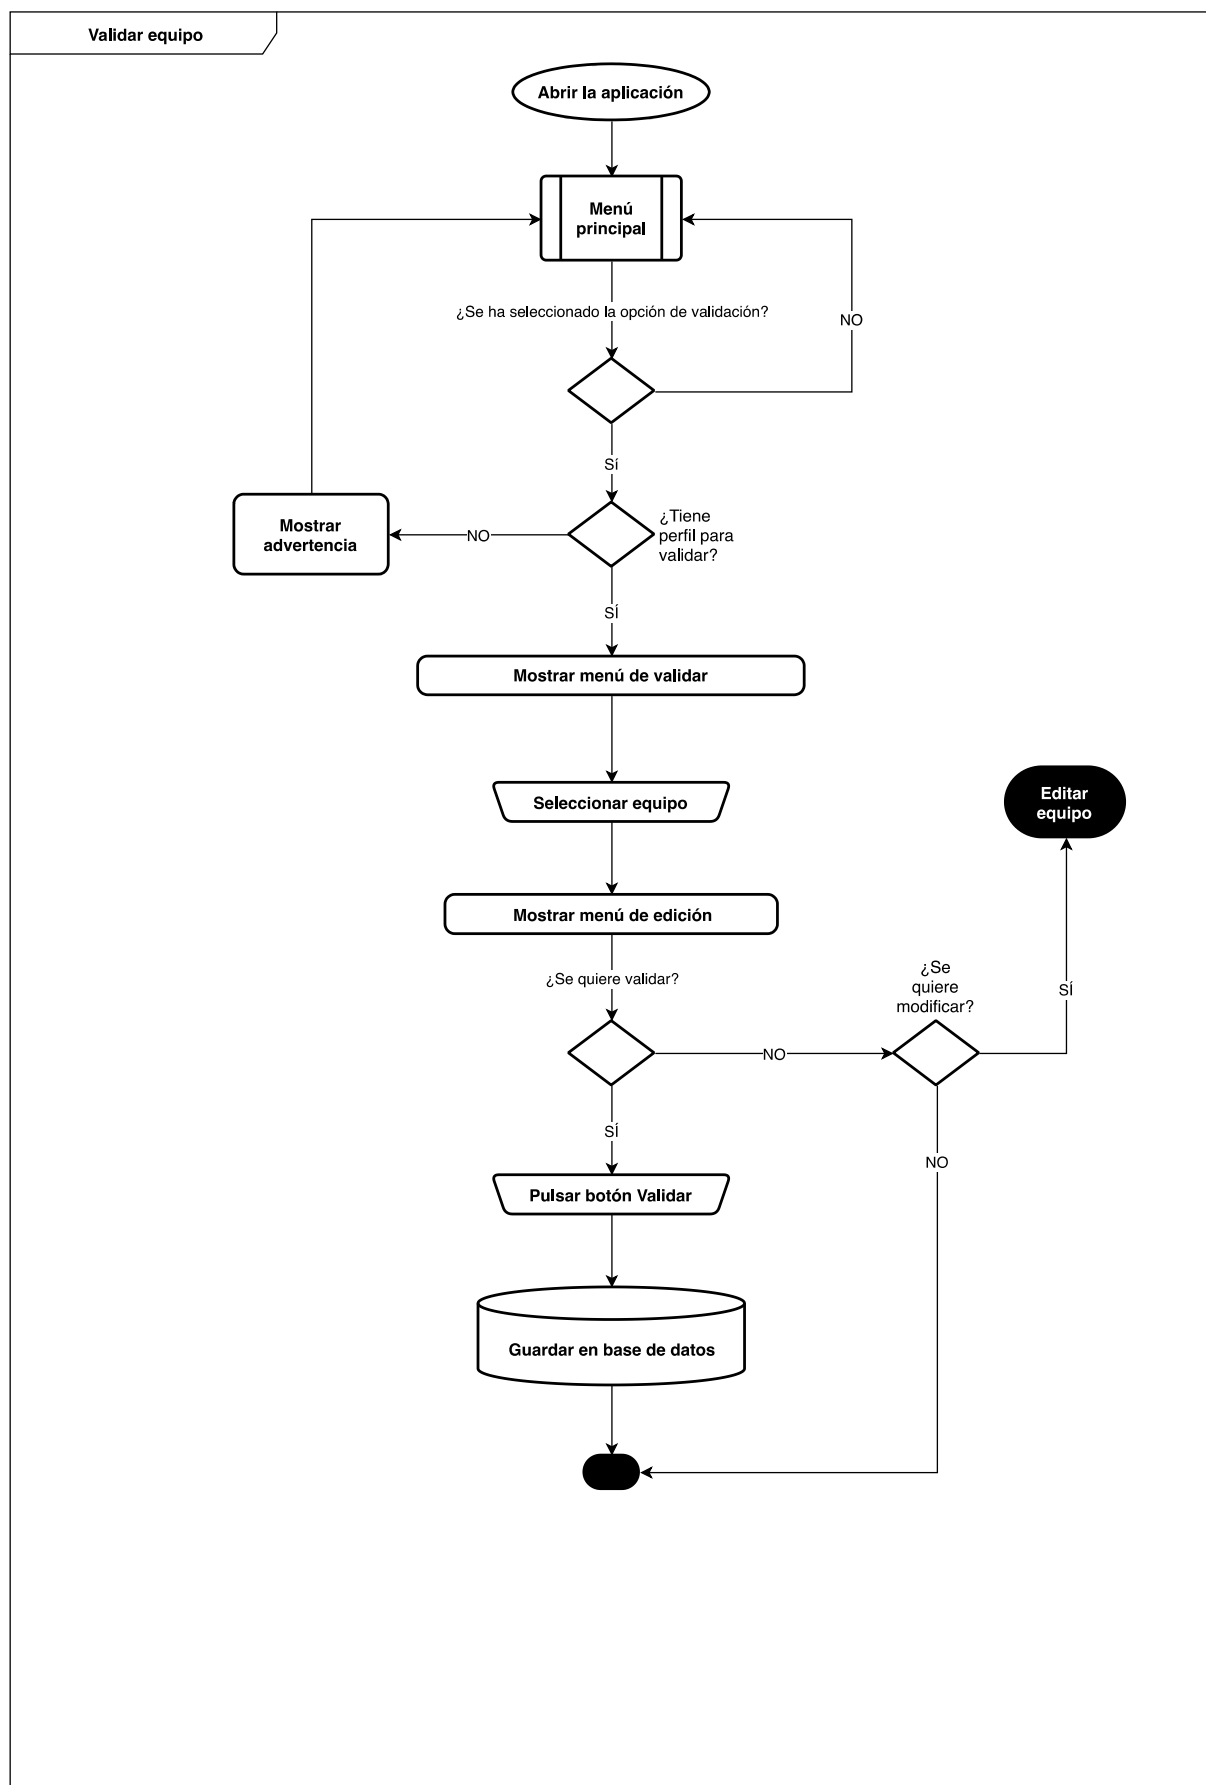 Validar equipo
Abrir la aplicación
Menú
principal
¿Se ha seleccionado la opción de validación?
NO
Sí
¿Tiene
perfil para
validar?
NO
Mostrar
advertencia
SÍ
Mostrar menú de validar
Seleccionar equipo
Editar
equipo
Mostrar menú de edición
¿Se quiere validar?
¿Se
quiere
modificar?
SÍ
NO
SÍ
NO
Pulsar botón Validar
Guardar en base de datos